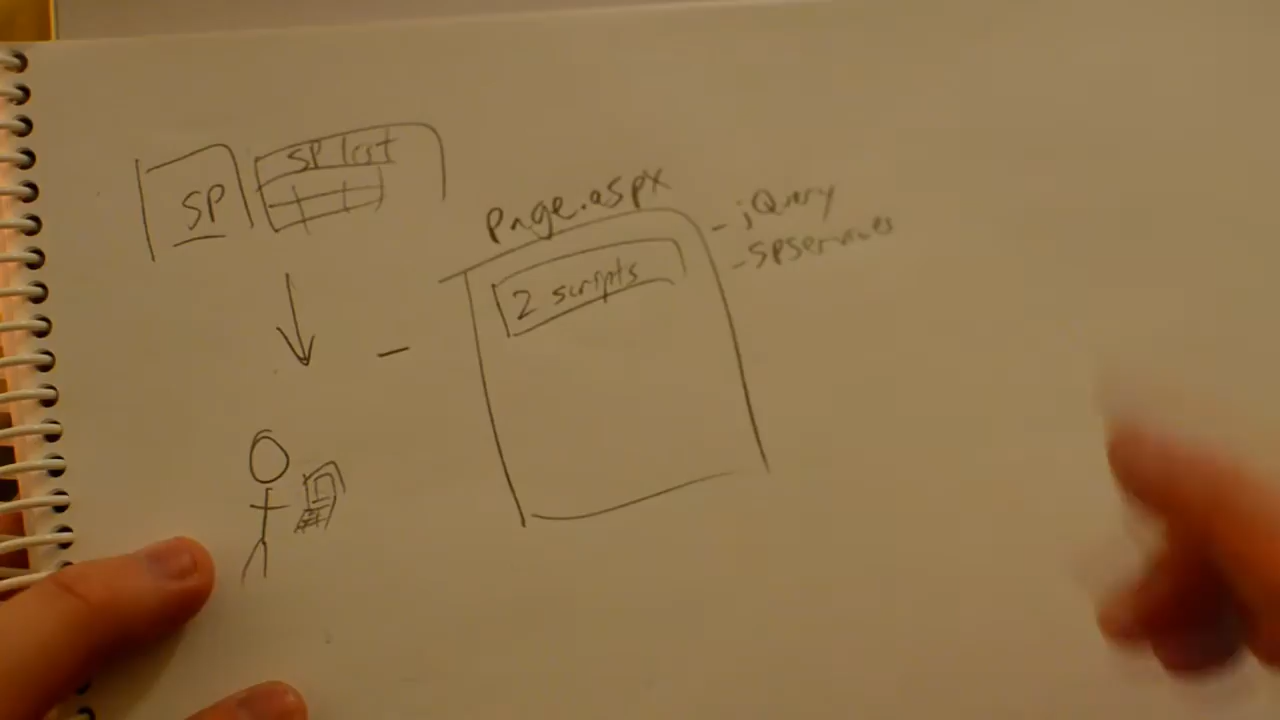 SP
SP list
page.aspx
2 scripts
- jQuery
- SPServices